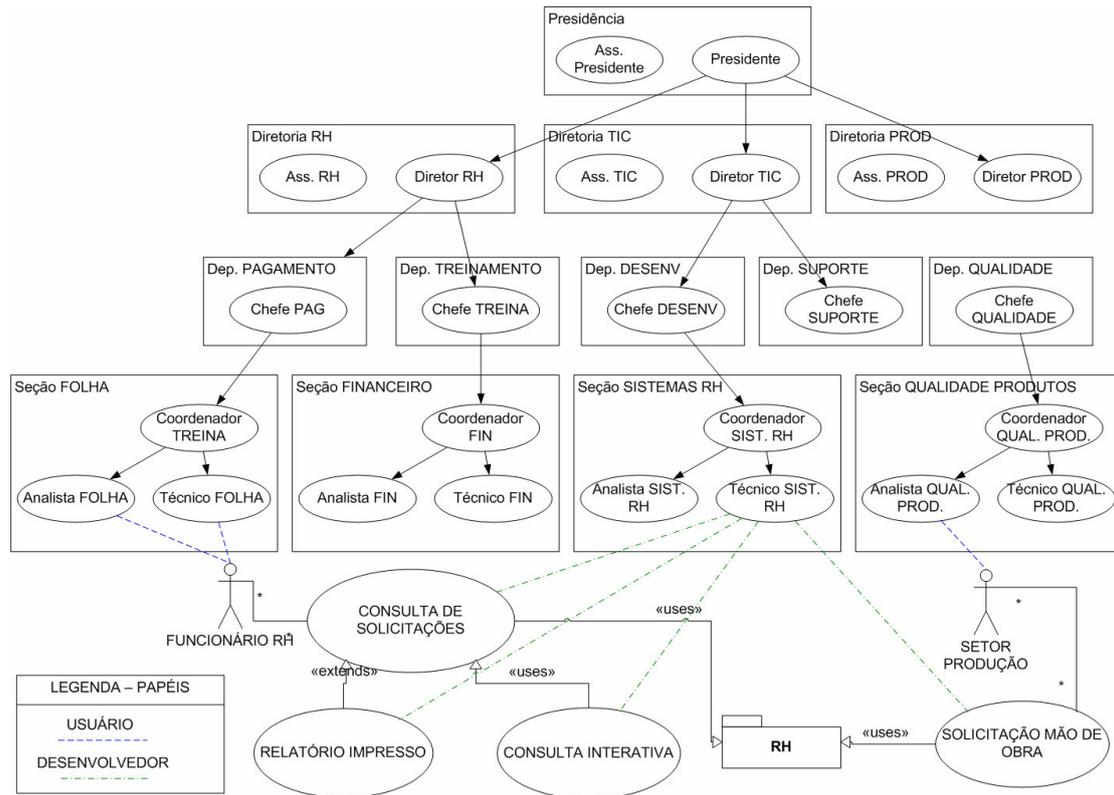 Presidência
Ass.
Presidente
Presidente
Diretoria RH
Ass. RH
Diretor RH
Diretoria TIC
Ass. TIC
Diretor TIC
Diretoria PROD
Ass. PROD
Diretor PROD
Dep. PAGAMENTO
Chefe PAG
Dep. TREINAMENTO
Chefe TREINA
Dep. DESENV
Chefe DESENV
Dep. SUPORTE
Chefe
SUPORTE
Dep. QUALIDADE
Chefe
QUALIDADE
Seção FOLHA
Coordenador
TREINA
Analista FOLHA
Técnico FOLHA
Seção FINANCEIRO
Coordenador
FIN
Analista FIN
Técnico FIN
Seção SISTEMAS RH
Coordenador
SIST. RH
Analista SIST.
RH
Técnico SIST.
RH
Seção QUALIDADE PRODUTOS
Coordenador
QUAL. PROD.
Analista QUAL.
PROD.
Técnico QUAL.
PROD.
FUNCIONÁRIO RH
*
*
CONSULTA DE
SOLICITAÇÕES
«uses»
SETOR
PRODUÇÃO
*
*
«extends»
«uses»
RELATÓRIO IMPRESSO
CONSULTA INTERATIVA
RH
«uses»
SOLICITAÇÃO MÃO DE
OBRA
LEGENDA – PAPÉIS
USUÁRIO
DESENVOLVEDOR